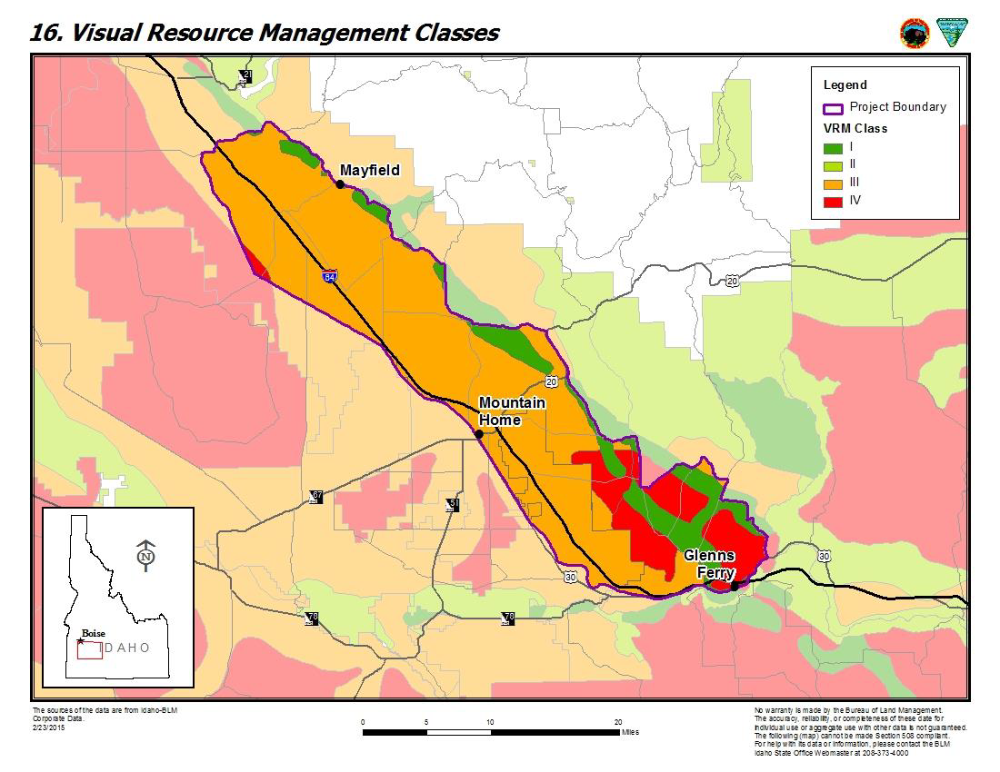 16. Visual Resource Management Classes
21
Legend
Project Boundary
VRM Class
I
II
III
IV
Mayfield
84
20
20
Mountain
Home
67
51
Glenns
Ferry
30
30
78
78
N
Boise
IDAHO
The sources of the data are from Idaho-BLM
Corporate Data.
2/23/2015
0 5 10 20
Miles
No warranty is made by the Bureau of Land Management.
The accuracy, reliability, or completeness of these date for
individual use or aggregate use with other data is not guaranteed.
The following (map) cannot be made Section 508 compliant.
For help with its data or information, please contact the BLM
Idaho State Office Webmaster at 208-373-4000